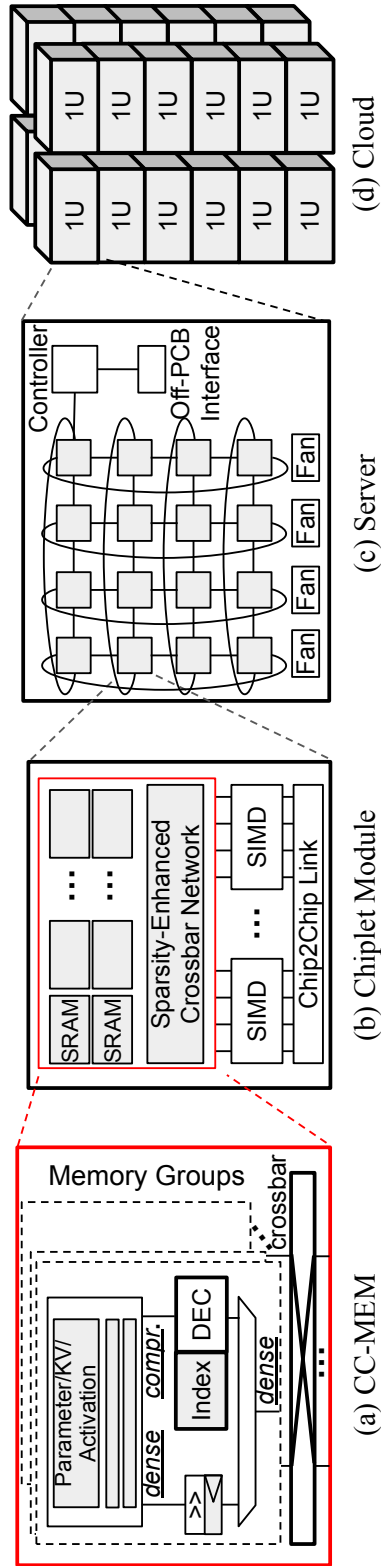 Memory Groups
Parameter/KV/
Activation
dense
compr.
>>
Index
DEC
dense
crossbar
...
(a) CC-MEM
SRAM
SRAM
...
...
Sparsity-Enhanced
Crossbar Network
SIMD
...
SIMD
Chip2Chip Link
(b) Chiplet Module
Controller
Off-PCB
Interface
Fan
Fan
Fan
Fan
(c) Server
1U
1U
1U
1U
1U
1U
1U
1U
1U
1U
1U
1U
(d) Cloud